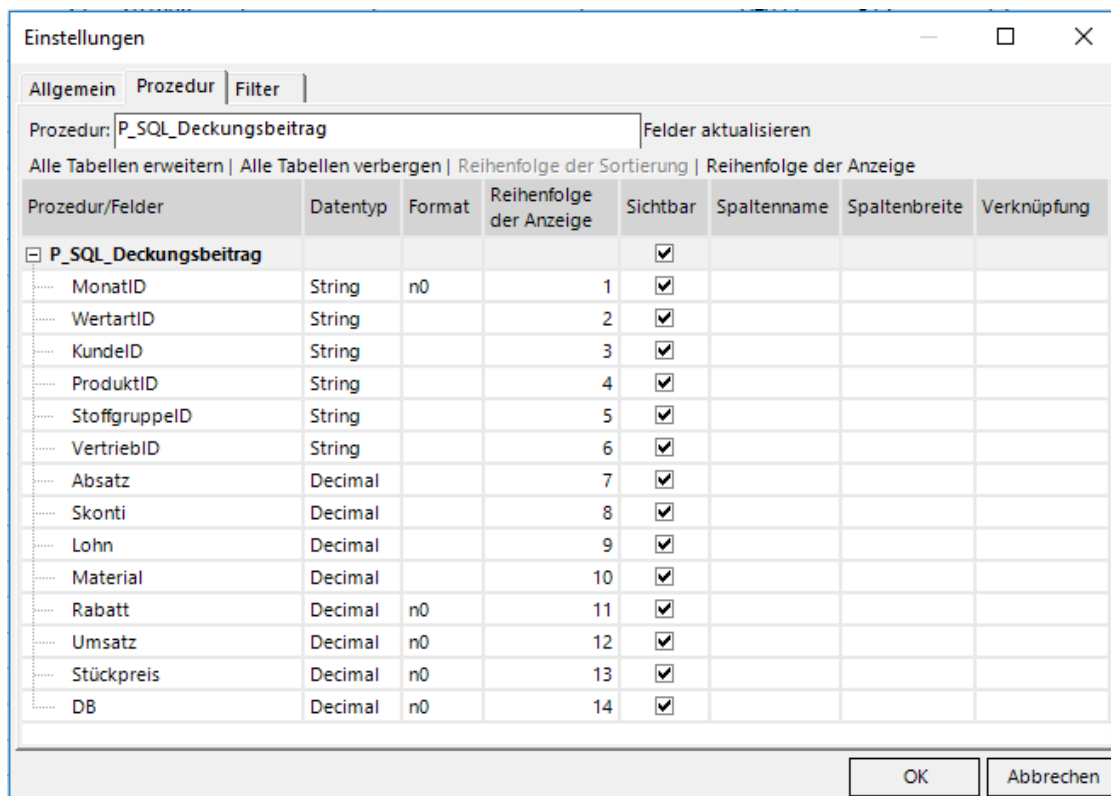 Einstellungen
Allgemein Prozedur Filter
Prozedur: P_SQL_Deckungsbeitrag Felder aktualisieren
Alle Tabellen erweitern | Alle Tabellen verbergen | Reihenfolge der Sortierung | Reihenfolge der Anzeige
Prozedur/Felder Datentyp Format Reihenfolge der Anzeige Sichtbar Spaltenname Spaltenbreite Verknüpfung
P_SQL_Deckungsbeitrag
MonatID String n0 1
WertartID String 2
KundeID String 3
ProduktID String 4
StoffgruppeID String 5
VertriebID String 6
Absatz Decimal 7
Skonti Decimal 8
Lohn Decimal 9
Material Decimal 10
Rabatt Decimal n0 11
Umsatz Decimal n0 12
Stückpreis Decimal n0 13
DB Decimal n0 14
OK Abbrechen